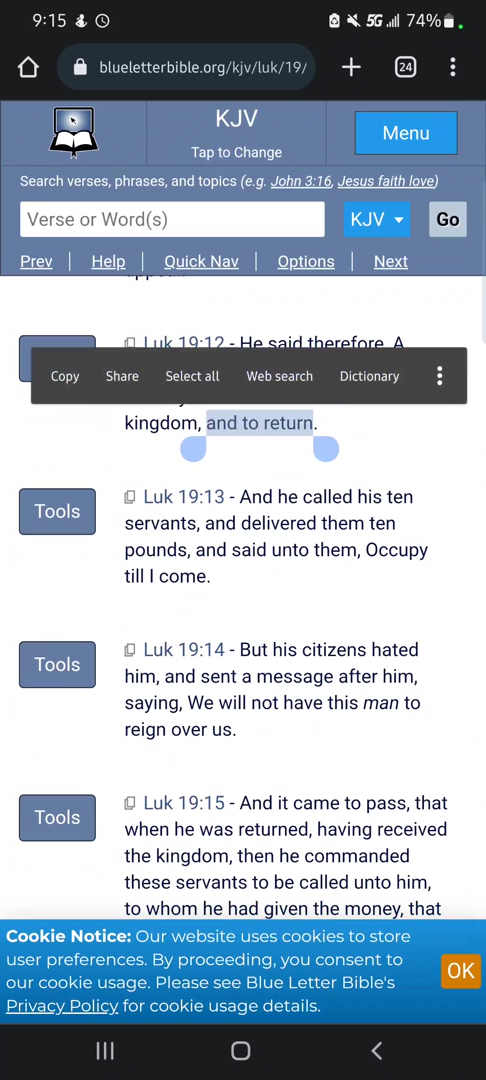 9:15
5G 74%
blueletterbible.org/kjv/luk/19/
24
KJV
Tap to Change
Menu
Search verses, phrases, and topics (e.g. John 3:16, Jesus faith love)
Verse or Word(s)
KJV
Go
Prev
Help
Quick Nav
Options
Next
Luk 19:12 - He said therefore, A
Copy
Share
Select all
Web search
Dictionary
kingdom, and to return.
Tools
Luk 19:13 - And he called his ten
servants, and delivered them ten
pounds, and said unto them, Occupy
till I come.
Tools
Luk 19:14 - But his citizens hated
him, and sent a message after him,
saying, We will not have this man to
reign over us.
Tools
Luk 19:15 - And it came to pass, that
when he was returned, having received
the kingdom, then he commanded
these servants to be called unto him,
to whom he had given the money, that
Cookie Notice: Our website uses cookies to store
user preferences. By proceeding, you consent to
our cookie usage. Please see Blue Letter Bible's
Privacy Policy for cookie usage details.
OK